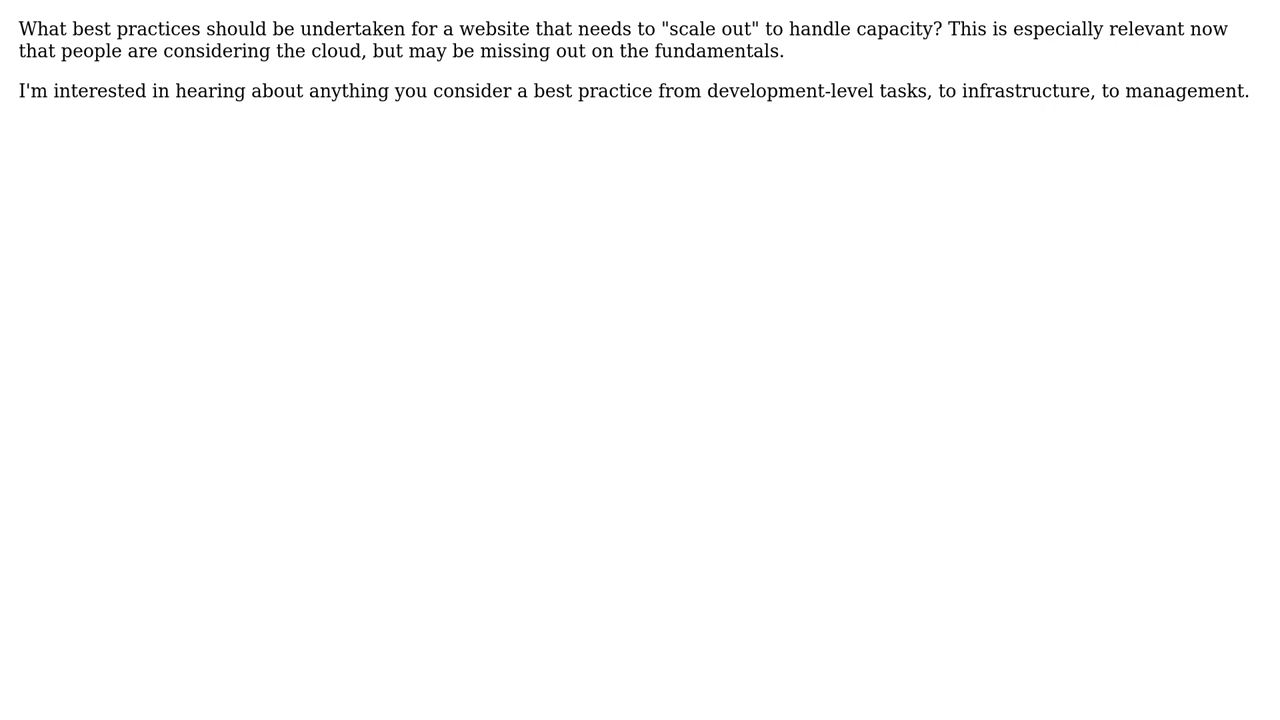 What best practices should be undertaken for a website that needs to "scale out" to handle capacity? This is especially relevant now
that people are considering the cloud, but may be missing out on the fundamentals.
I'm interested in hearing about anything you consider a best practice from development-level tasks, to infrastructure, to management.